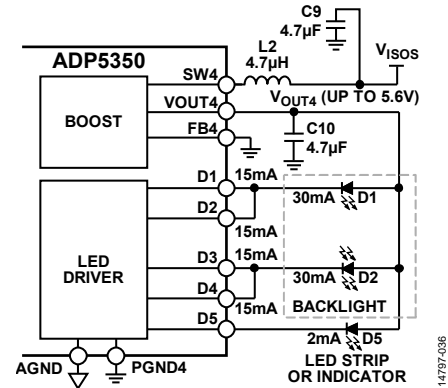 C9
4.7µF
L2
4.7µH
VISOS
ADP5350
SW4
VOUT4
VOUT4 (UP TO 5.6V)
BOOST
FB4
C10
4.7µF
D1
15mA
30mA
D1
D2
15mA
LED
DRIVER
D3
15mA
30mA
D2
D4
15mA
BACKLIGHT
D5
2mA
D5
AGND
PGND4
LED STRIP
OR INDICATOR
14797-036